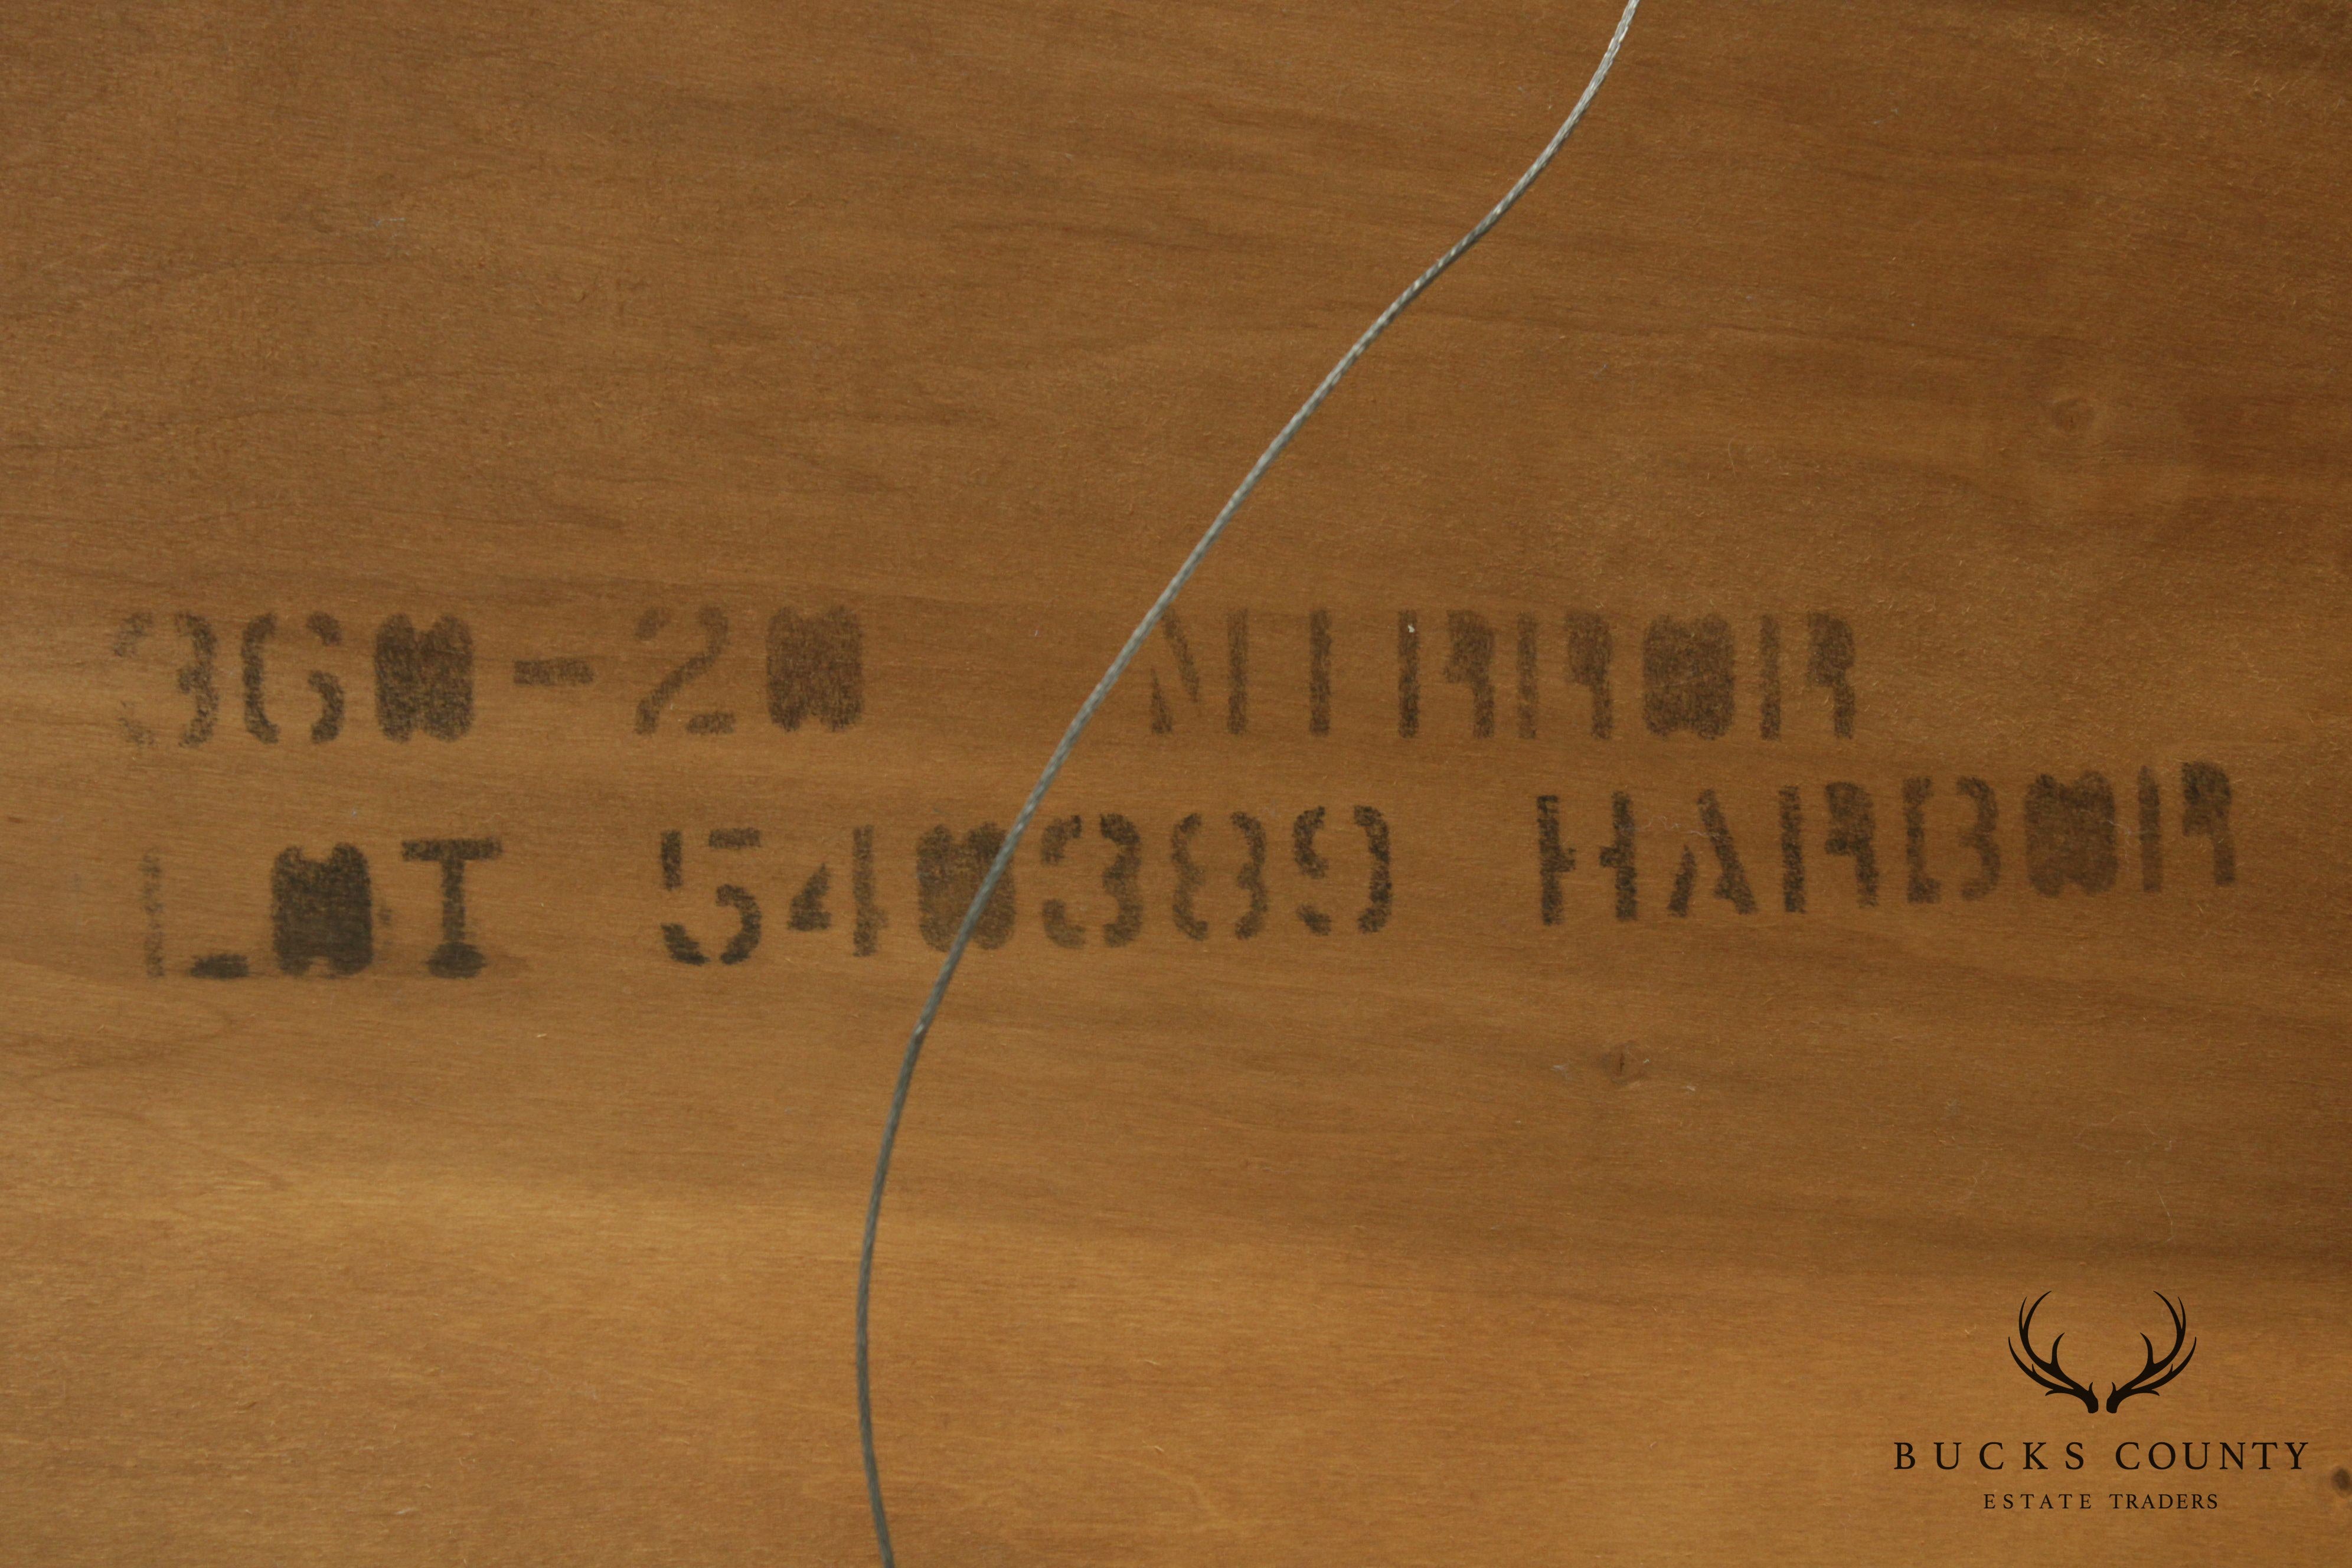 360-20 MIRROR
LOT 540389 HARBOR
BUCKS COUNTY
ESTATE TRADERS